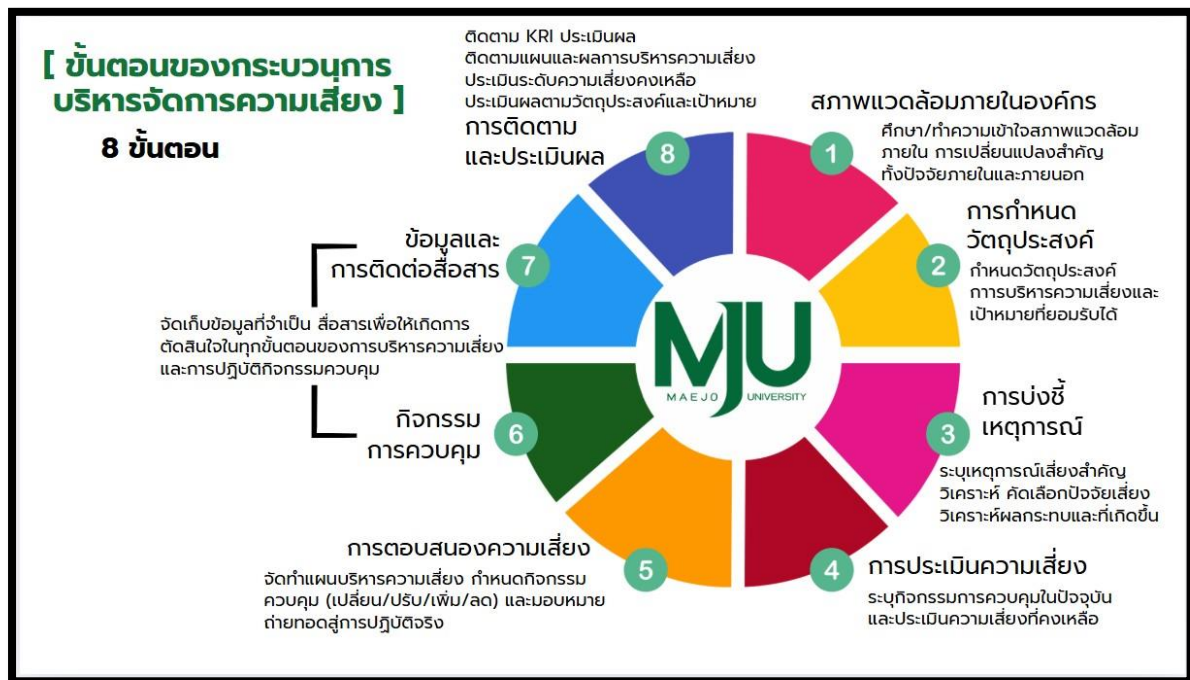 [ ขั้นตอนของกระบวนการ
บริหารจัดการความเสี่ยง ]
8 ขั้นตอน
1
สภาพแวดล้อมภายในองค์กร
ศึกษา/ทำความเข้าใจสภาพแวดล้อม
ภายใน การเปลี่ยนแปลงสำคัญ
ทั้งปัจจัยภายในและภายนอก
2
การกำหนด
วัตถุประสงค์
กำหนดวัตถุประสงค์
กาารบริหารความเสี่ยงและ
เป้าหมายที่ยอมรับได้
3
การบ่งชี้
เหตุการณ์
ระบุเหตุการณ์เสี่ยงสำคัญ
วิเคราะห์ คัดเลือกปัจจัยเสี่ยง
วิเคราะห์ผลกระทบและที่เกิดขึ้น
4
การประเมินความเสี่ยง
ระบุกิจกรรมการควบคุมในปัจจุบัน
และประเมินความเสี่ยงที่คงเหลือ
5
การตอบสนองความเสี่ยง
จัดทำแผนบริหารความเสี่ยง กำหนดกิจกรรม
ควบคุม (เปลี่ยน/ปรับ/เพิ่ม/ลด) และมอบหมาย
ถ่ายทอดสู่การปฏิบัติจริง
6
กิจกรรม
การควบคุม
7
ข้อมูลและ
การติดต่อสื่อสาร
จัดเก็บข้อมูลที่จำเป็น สื่อสารเพื่อให้เกิดการ
ตัดสินใจในทุกขั้นตอนของการบริหารความเสี่ยง
และการปฏิบัติกิจกรรมควบคุม
8
ติดตาม KRI ประเมินผล
ติดตามแผนและผลการบริหารความเสี่ยง
ประเมินระดับความเสี่ยงคงเหลือ
ประเมินผลตามวัตถุประสงค์และเป้าหมาย
การติดตาม
และประเมินผล
MJU
MAEJO UNIVERSITY